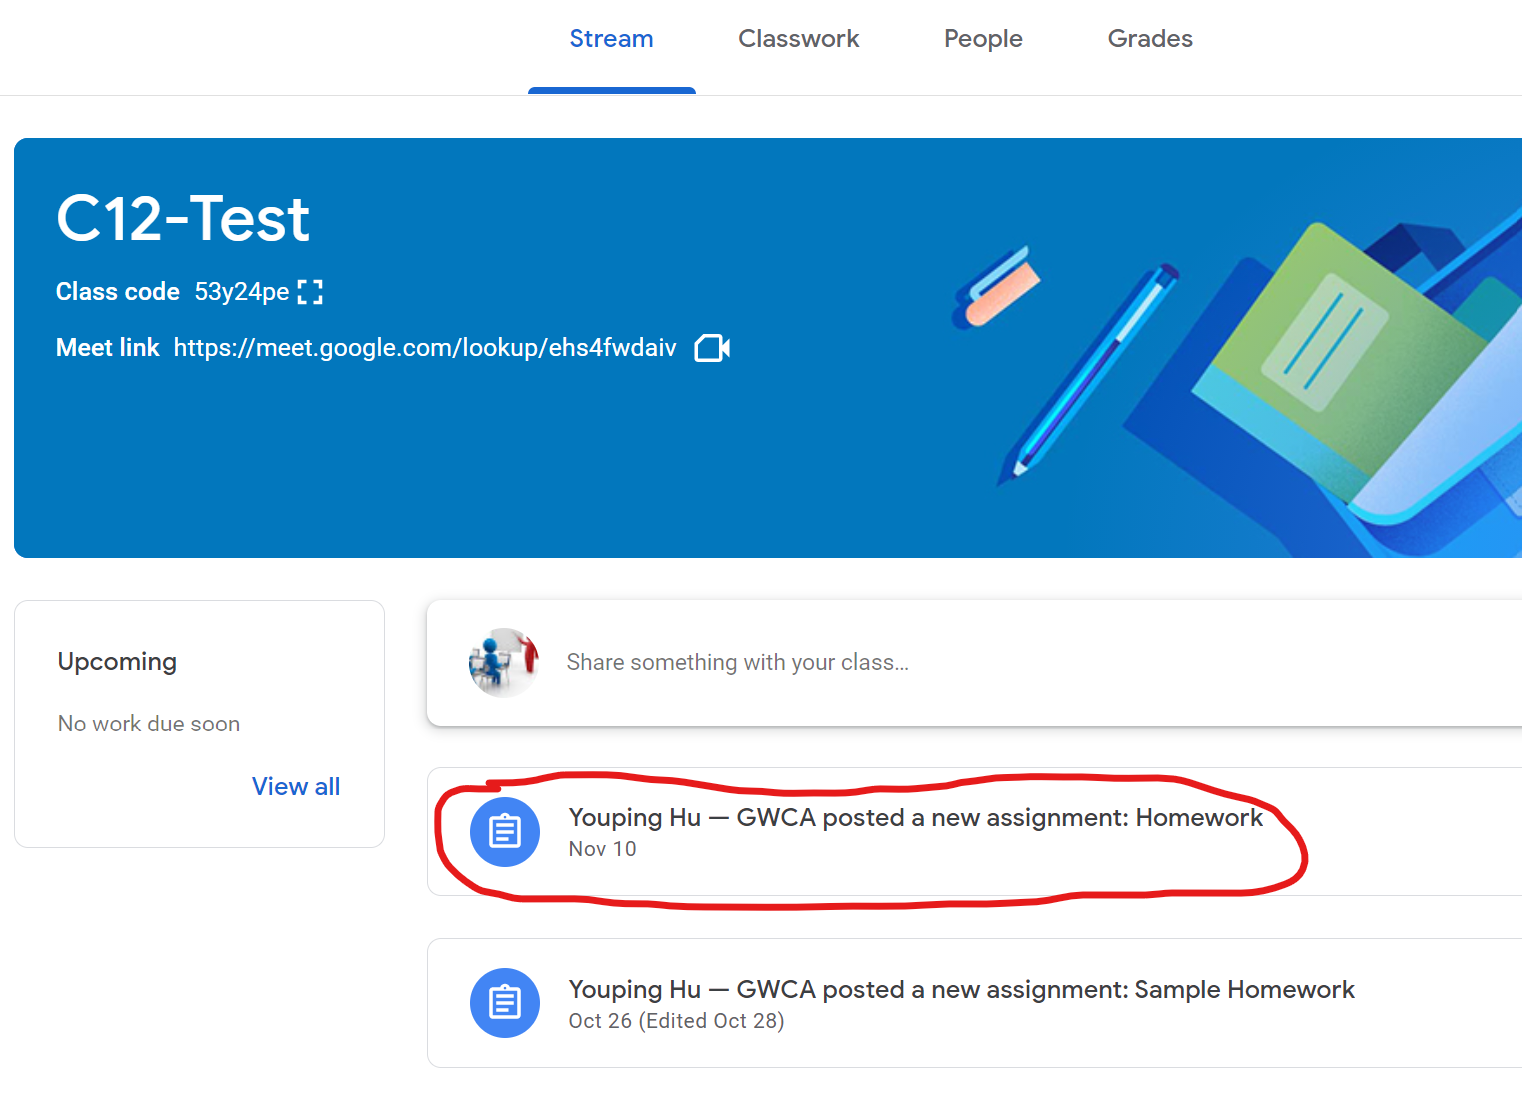 Stream Classwork People Grades
C12-Test
Class code 53y24pe
Meet link https://meet.google.com/lookup/ehs4fwdaiv
Upcoming
No work due soon
View all
Share something with your class...
Youping Hu — GWCA posted a new assignment: Homework
Nov 10
Youping Hu — GWCA posted a new assignment: Sample Homework
Oct 26 (Edited Oct 28)